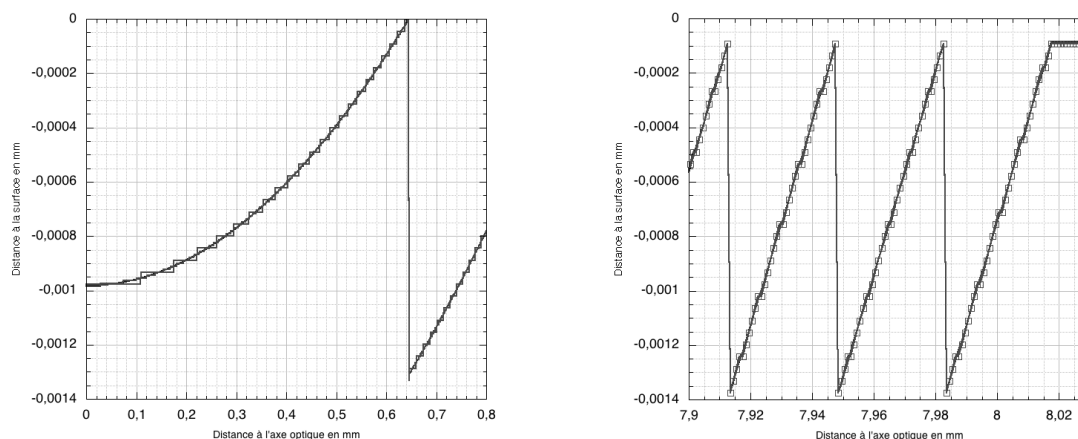 0
-0,0002
-0,0004
-0,0006
-0,0008
-0,001
-0,0012
-0,0014
Distance à la surface en mm
0 0,1 0,2 0,3 0,4 0,5 0,6 0,7 0,8
Distance à l'axe optique en mm
0
-0,0002
-0,0004
-0,0006
-0,0008
-0,001
-0,0012
-0,0014
Distance à la surface en mm
7,9 7,92 7,94 7,96 7,98 8 8,02
Distance à l'axe optique en mm